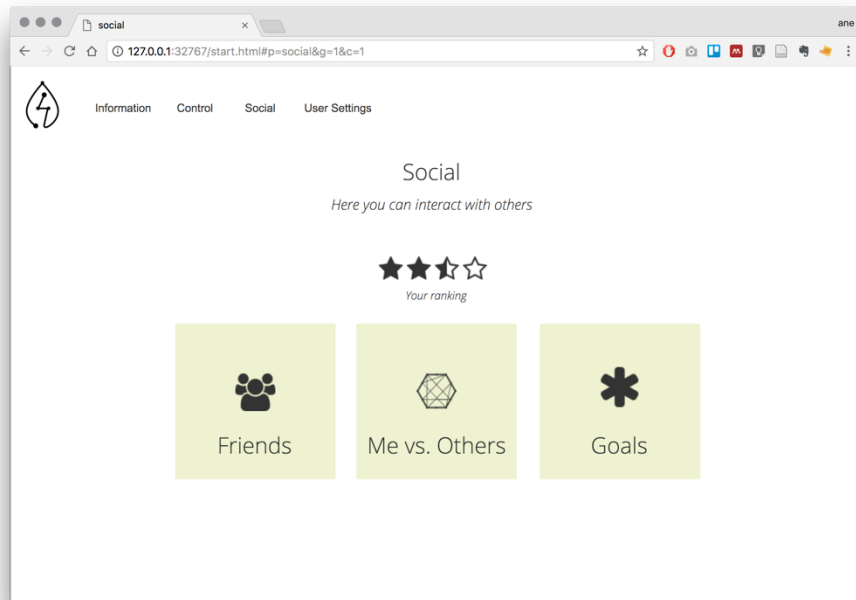 social
ane
127.0.0.1:32767/start.html#p=social&g=1&c=1
Information Control Social User Settings
Social
Here you can interact with others
Your ranking
Friends Me vs. Others Goals